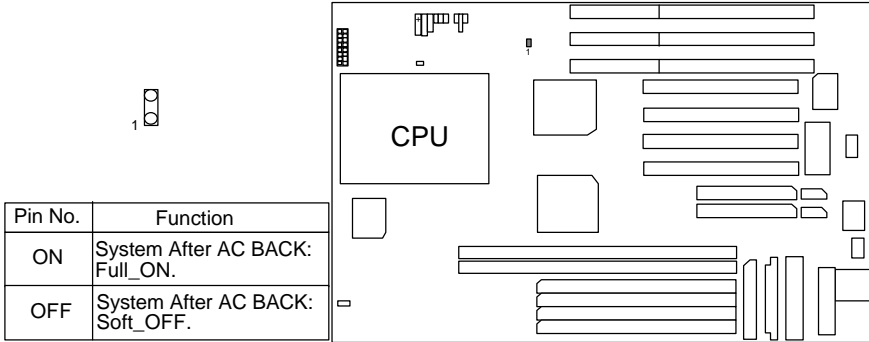 1
CPU
1
Pin No. Function
ON System After AC BACK:
Full_ON.
OFF System After AC BACK:
Soft_OFF.